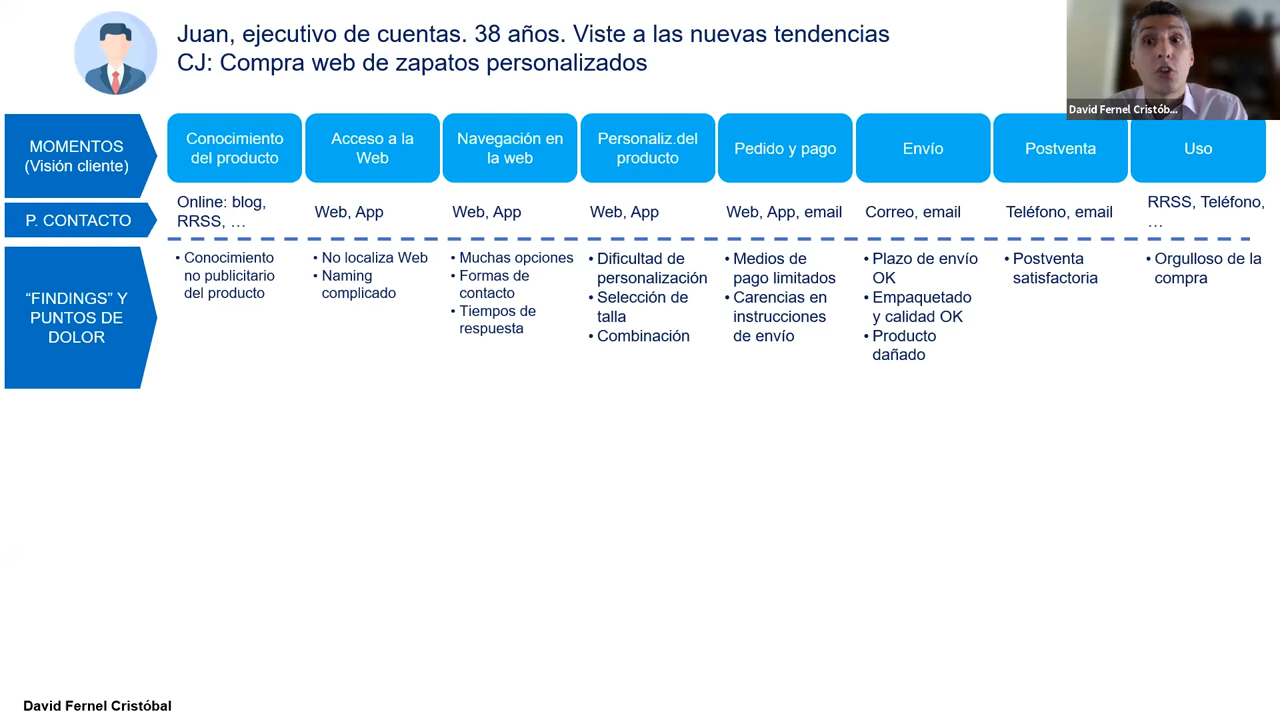 Juan, ejecutivo de cuentas. 38 años. Viste a las nuevas tendencias
CJ: Compra web de zapatos personalizados
David Fernel Cristób...
MOMENTOS
(Visión cliente)
Conocimiento
del producto
Acceso a la
Web
Navegación en
la web
Personaliz.del
producto
Pedido y pago
Envío
Postventa
Uso
P. CONTACTO
Online: blog,
RRSS, …
Web, App
Web, App
Web, App
Web, App, email
Correo, email
Teléfono, email
RRSS, Teléfono,
…
“FINDINGS” Y
PUNTOS DE
DOLOR
• Conocimiento
no publicitario
del producto
• No localiza Web
• Naming
complicado
• Muchas opciones
• Formas de
contacto
• Tiempos de
respuesta
• Dificultad de
personalización
• Selección de
talla
• Combinación
• Medios de
pago limitados
• Carencias en
instrucciones
de envío
• Plazo de envío
OK
• Empaquetado
y calidad OK
• Producto
dañado
• Postventa
satisfactoria
• Orgulloso de la
compra
David Fernel Cristóbal